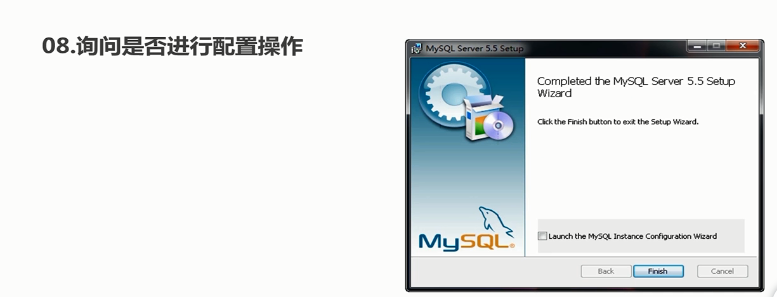 08.询问是否进行配置操作
MySQL Server 5.5 Setup
Completed the MySQL Server 5.5 Setup
Wizard
Click the Finish button to exit the Setup Wizard.
MySQL
Launch the MySQL Instance Configuration Wizard
Back
Finish
Cancel